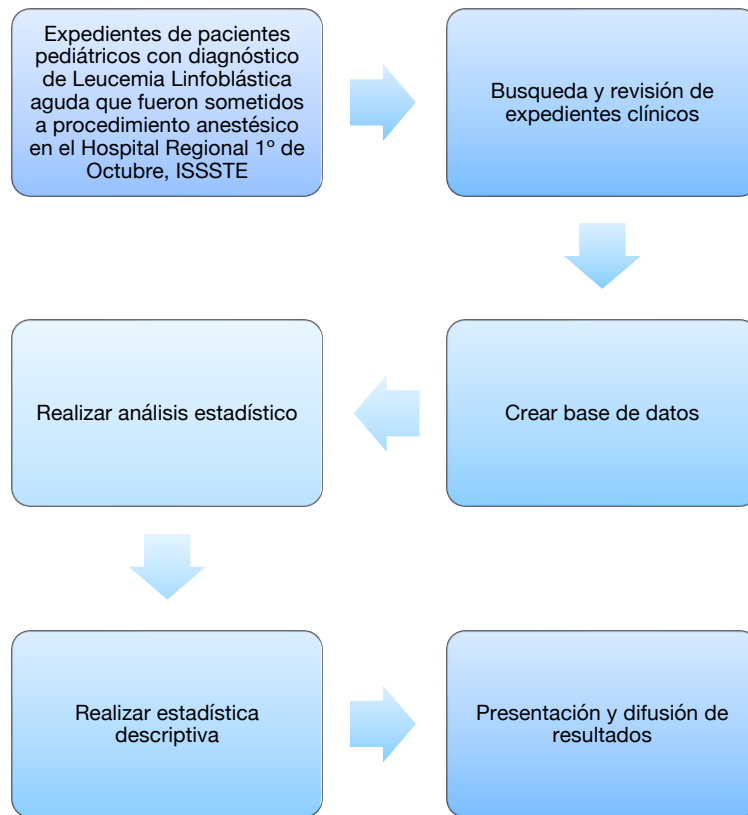 Expedientes de pacientes
pediátricos con diagnóstico
de Leucemia Linfoblástica
aguda que fueron sometidos
a procedimiento anestésico
en el Hospital Regional 1º de
Octubre, ISSSTE
Busqueda y revisión de
expedientes clínicos
Crear base de datos
Realizar análisis estadístico
Realizar estadística
descriptiva
Presentación y difusión de
resultados